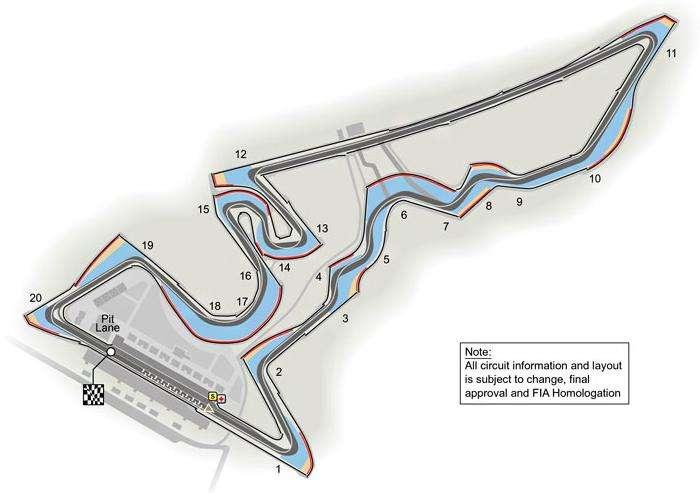 11
12
15
13
10
14
16
17
18
19
20
4
5
6
7
8
9
3
2
1
Pit
Lane
S
Note:
All circuit information and layout
is subject to change, final
approval and FIA Homologation